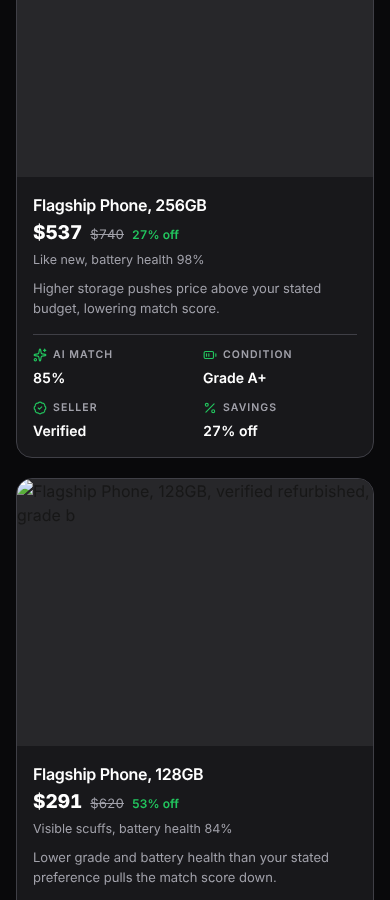 Flagship Phone, 256GB
$537 $740 27% off
Like new, battery health 98%
Higher storage pushes price above your stated
budget, lowering match score.
AI MATCH
85%
CONDITION
Grade A+
SELLER
Verified
SAVINGS
27% off
Flagship Phone, 128GB, verified refurbished,
grade b
Flagship Phone, 128GB
$291 $620 53% off
Visible scuffs, battery health 84%
Lower grade and battery health than your stated
preference pulls the match score down.